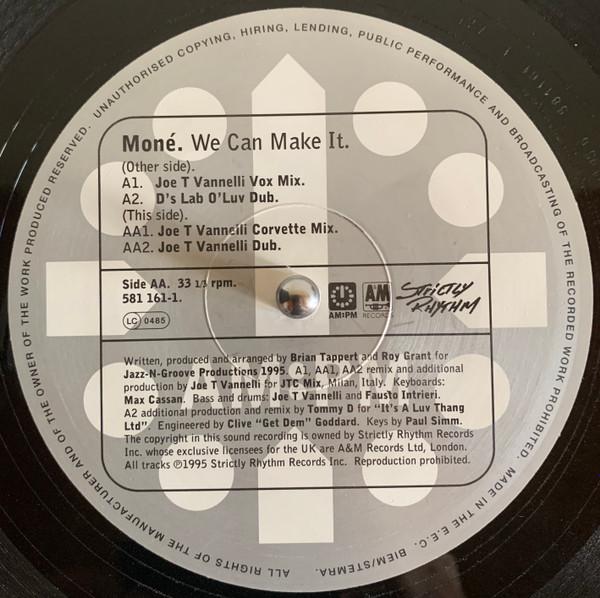 Moné. We Can Make It.
(Other side).
A1. Joe T Vannelli Vox Mix.
A2. D's Lab O'Luv Dub.
(This side).
AA1. Joe T Vannelli Corvette Mix.
AA2. Joe T Vannelli Dub.
Side AA. 33 1/3 rpm.
581 161-1.
LC 0485
AM:PM
A&M
RECORDS
STRICTLY
RHYTHM
Written, produced and arranged by Brian Tappert and Roy Grant for
Jazz-N-Groove Productions 1995. A1, AA1, AA2 remix and additional
production by Joe T Vannelli for JTC Mix, Milan, Italy. Keyboards:
Max Cassan. Bass and drums: Joe T Vannelli and Fausto Intrieri.
A2 additional production and remix by Tommy D for "It's A Luv Thang
Ltd". Engineered by Clive "Get Dem" Goddard. Keys by Paul Simm.
The copyright in this sound recording is owned by Strictly Rhythm Records
Inc. whose exclusive licensees for the UK are A&M Records Ltd, London.
All tracks ℗1995 Strictly Rhythm Records Inc. Reproduction prohibited.
ALL RIGHTS OF THE MANUFACTURER AND OF THE OWNER OF THE WORK PRODUCED RESERVED. UNAUTHORISED COPYING, HIRING, LENDING, PUBLIC PERFORMANCE AND BROADCASTING OF THE RECORDED WORK PROHIBITED. MADE IN THE E.E.C. BIEM/STEMRA.